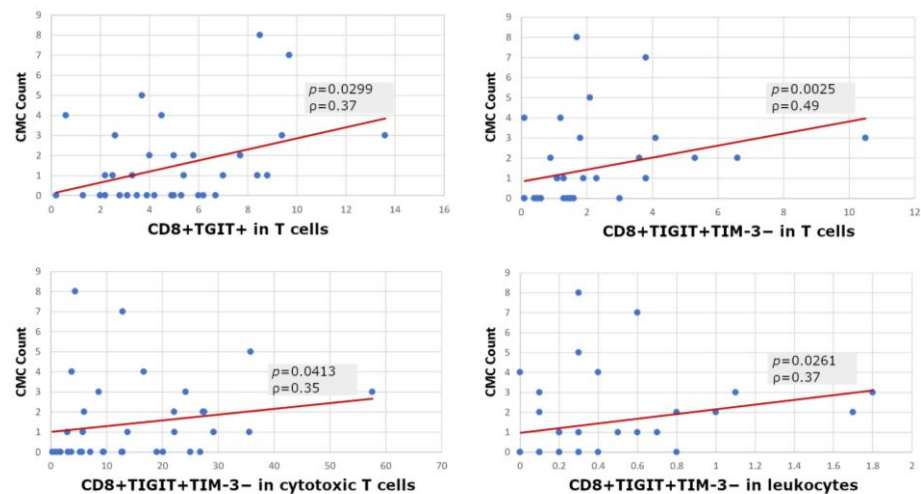 9
8
7
6
5
4
3
2
1
0
CMC Count
p=0.0299
ρ=0.37
0 2 4 6 8 10 12 14 16
CD8+TGIT+ in T cells
9
8
7
6
5
4
3
2
1
0
CMC Count
p=0.0025
ρ=0.49
0 2 4 6 8 10 12
CD8+TIGIT+TIM-3− in T cells
9
8
7
6
5
4
3
2
1
0
CMC Count
p=0.0413
ρ=0.35
0 10 20 30 40 50 60 70
CD8+TIGIT+TIM-3− in cytotoxic T cells
9
8
7
6
5
4
3
2
1
0
CMC Count
p=0.0261
ρ=0.37
0 0.2 0.4 0.6 0.8 1 1.2 1.4 1.6 1.8 2
CD8+TIGIT+TIM-3− in leukocytes